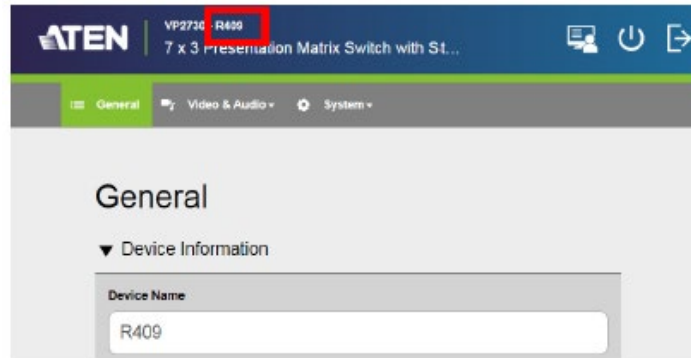 ATEN
VP2730 - R409
7 x 3 Presentation Matrix Switch with St...
General
Video & Audio
System
General
Device Information
Device Name
R409